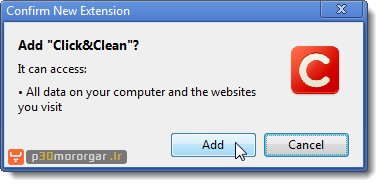 Confirm New Extension
Add "Click&Clean"?
It can access:
• All data on your computer and the websites
you visit
Add
Cancel
p30mororgar.Ir